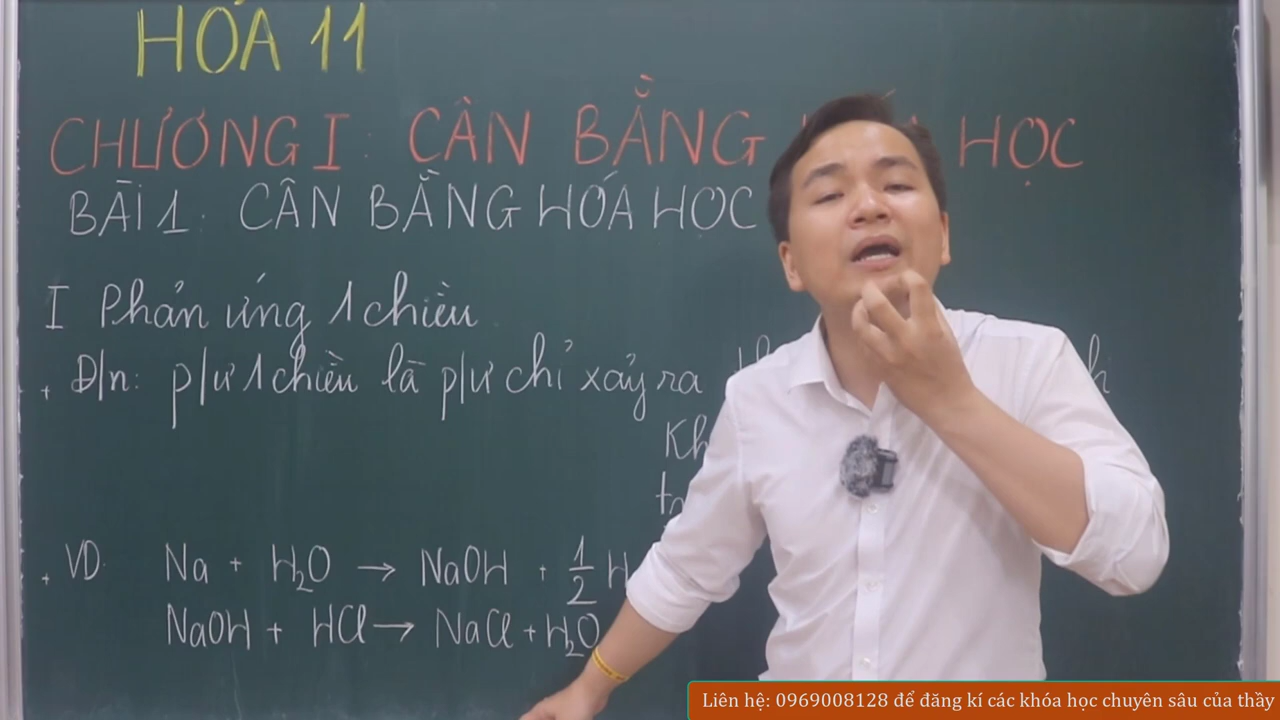 HÓA 11
CHƯƠNG I: CÂN BẰNG HỌC
BÀI 1: CÂN BẰNG HÓA HỌC
I Phản ứng 1 chiều
+ Đ/n: p/ư 1 chiều là p/ư chỉ xảy ra
+ VD: Na + H₂O → NaOH + 1/2 H
NaOH + HCl → NaCl + H₂O
Liên hệ: 0969008128 để đăng kí các khóa học chuyên sâu của thầy